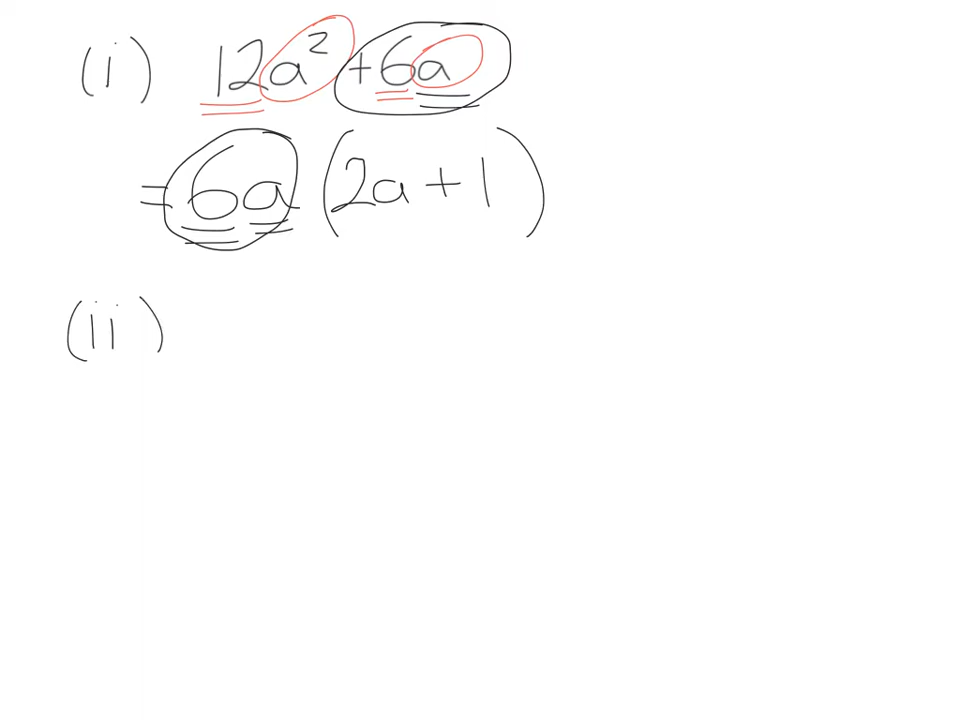 (i) 12a² + 6a
= 6a (2a + 1)
(ii)